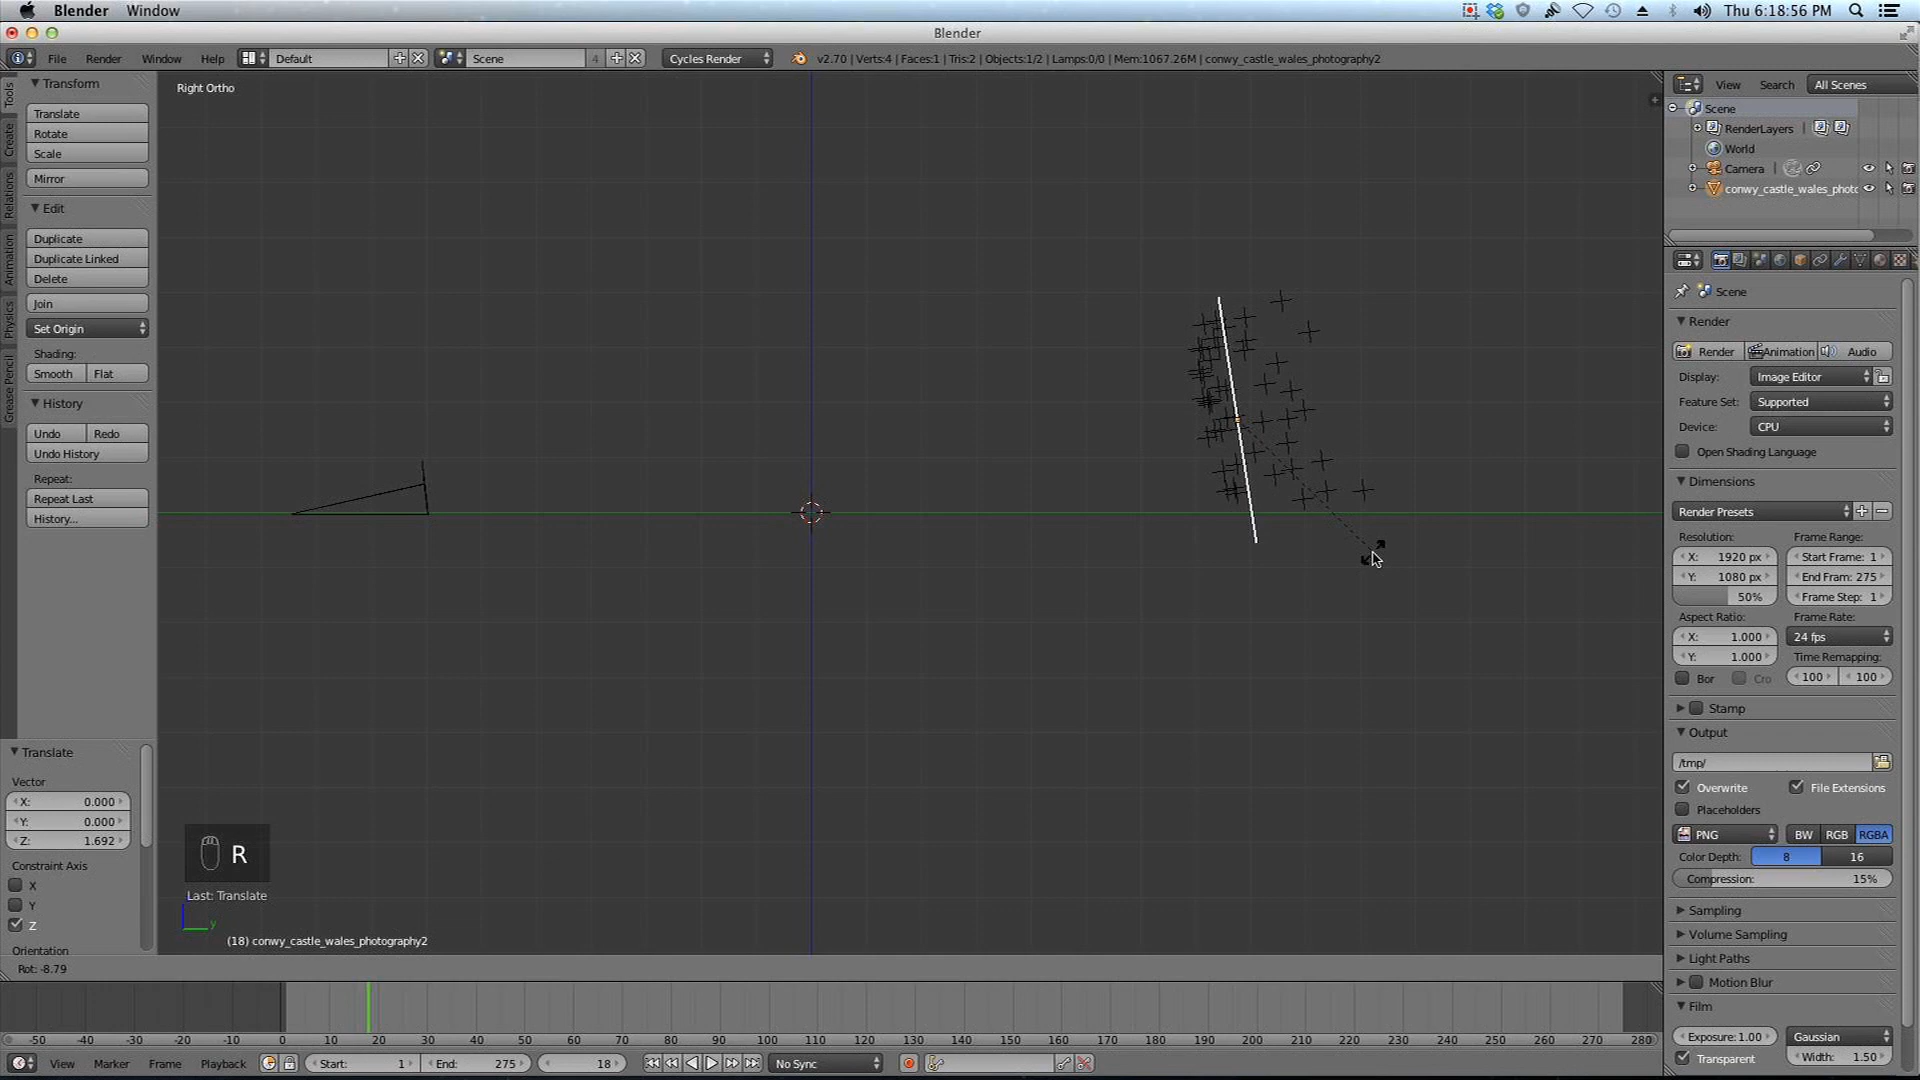 Blender Window Thu 6:18:56 PM
Blender
File Render Window Help Default Scene 4 Cycles Render v2.70 | Verts:4 | Faces:1 | Tris:2 | Objects:1/2 | Lamps:0/0 | Mem:1067.26M | conwy_castle_wales_photography2
Tools
Create
Relations
Animation
Physics
Grease Pencil
Transform
Translate
Rotate
Scale
Mirror
Edit
Duplicate
Duplicate Linked
Delete
Join
Set Origin
Shading:
Smooth Flat
History
Undo Redo
Undo History
Repeat:
Repeat Last
History...
Translate
Vector
X: 0.000
Y: 0.000
Z: 1.692
Constraint Axis
X
Y
Z
Orientation
Right Ortho
R
Last: Translate
y
(18) conwy_castle_wales_photography2
Rot: -8.79
View Search All Scenes
Scene
RenderLayers |
World
Camera |
conwy_castle_wales_photo
Scene
Render
Render Animation Audio
Display: Image Editor
Feature Set: Supported
Device: CPU
Open Shading Language
Dimensions
Render Presets
Resolution: Frame Range:
X: 1920 px Start Frame: 1
Y: 1080 px End Fram: 275
50% Frame Step: 1
Aspect Ratio: Frame Rate:
X: 1.000 24 fps
Y: 1.000 Time Remapping:
Bor Cro 100 100
Stamp
Output
/tmp/
Overwrite File Extensions
Placeholders
PNG BW RGB RGBA
Color Depth: 8 16
Compression: 15%
Sampling
Volume Sampling
Light Paths
Motion Blur
Film
Exposure:1.00 Gaussian
Transparent Width: 1.50
-50 -40 -30 -20 -10 0 10 20 30 40 50 60 70 80 90 100 110 120 130 140 150 160 170 180 190 200 210 220 230 240 250 260 270 280
View Marker Frame Playback Start: 1 End: 275 18 No Sync